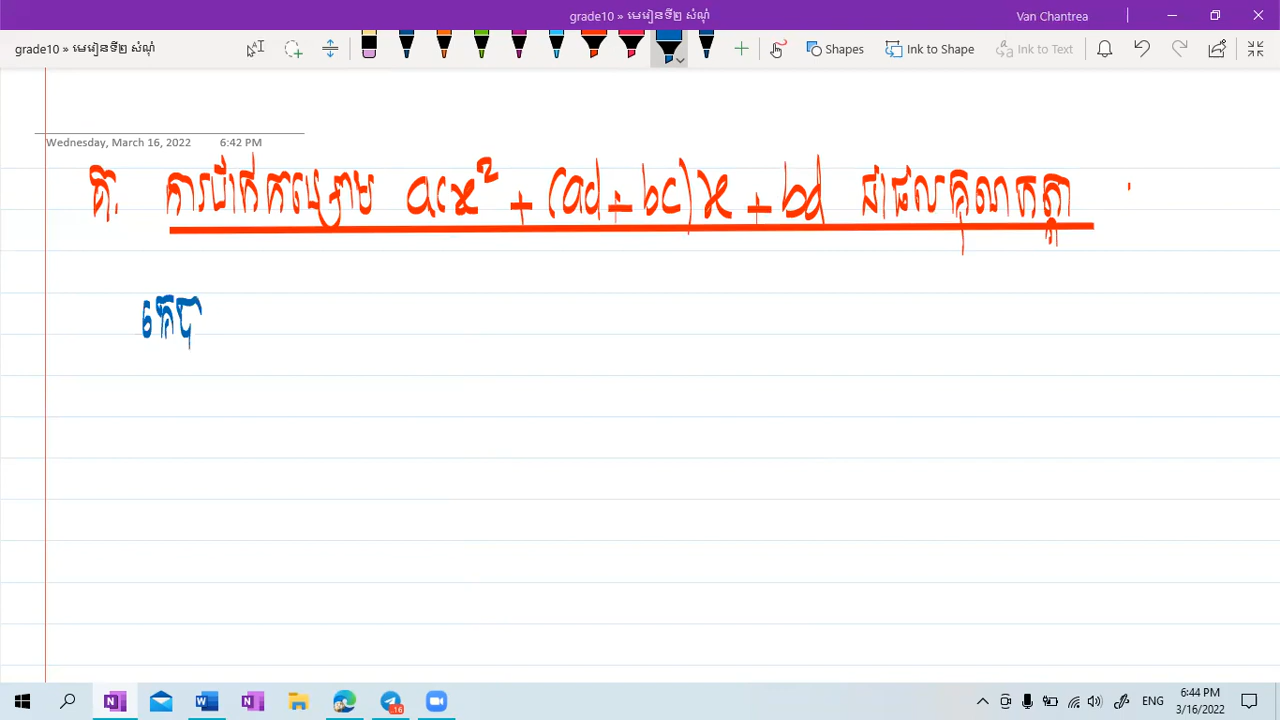 grade10 » មេរៀនទី២ សំណុំ
Van Chantrea
grade10 » មេរៀនទី២ សំណុំ
Shapes
Ink to Shape
Ink to Text
Wednesday, March 16, 2022 6:42 PM
គ. ការដាក់កន្សោម acx² + (ad + bc)x + bd ជាផលគុណកត្តា
គេបា
16
ENG
6:44 PM
3/16/2022